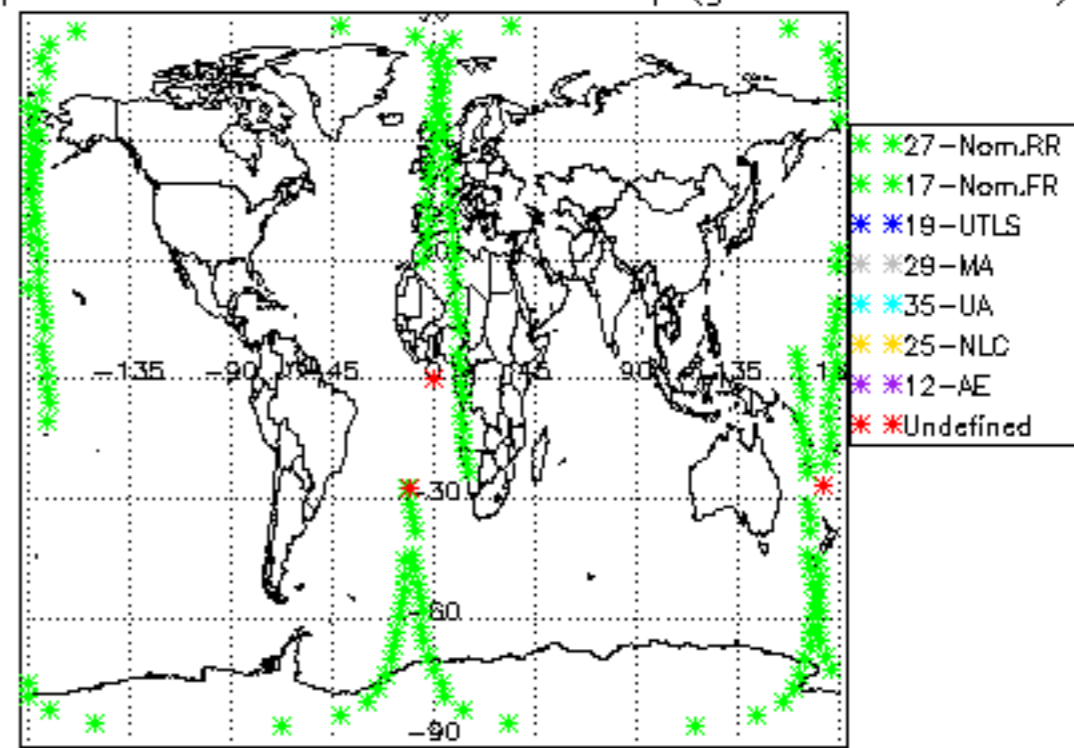 -135 -90 -45 45 90 135
-30
-60
-90
27-Nom.RR
17-Nom.FR
19-UTLS
29-MA
35-UA
25-NLC
12-AE
Undefined